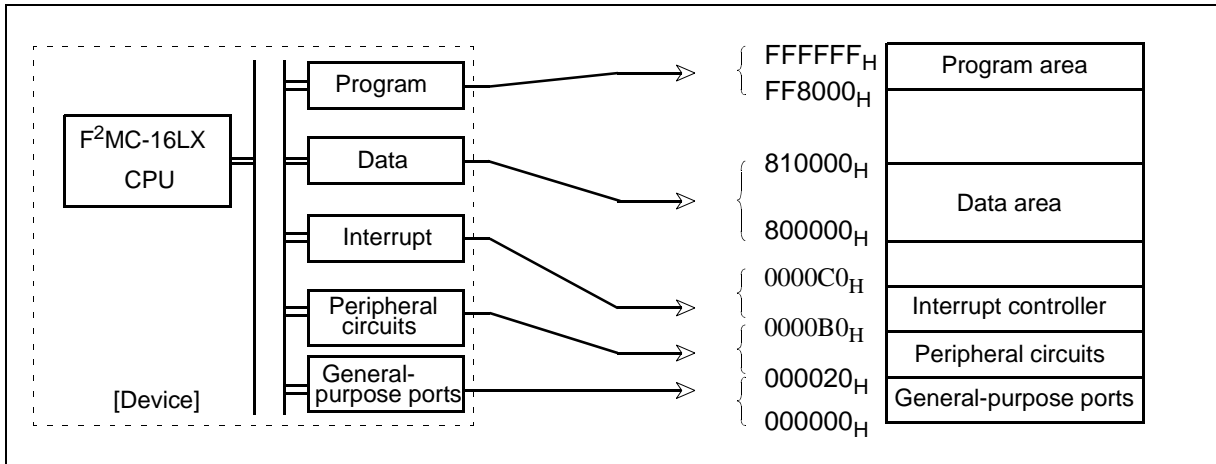 F²MC-16LX
CPU
[Device]
Program
Data
Interrupt
Peripheral
circuits
General-
purpose ports
FFFFFFH
FF8000H
810000H
800000H
0000C0H
0000B0H
000020H
000000H
Program area
Data area
Interrupt controller
Peripheral circuits
General-purpose ports